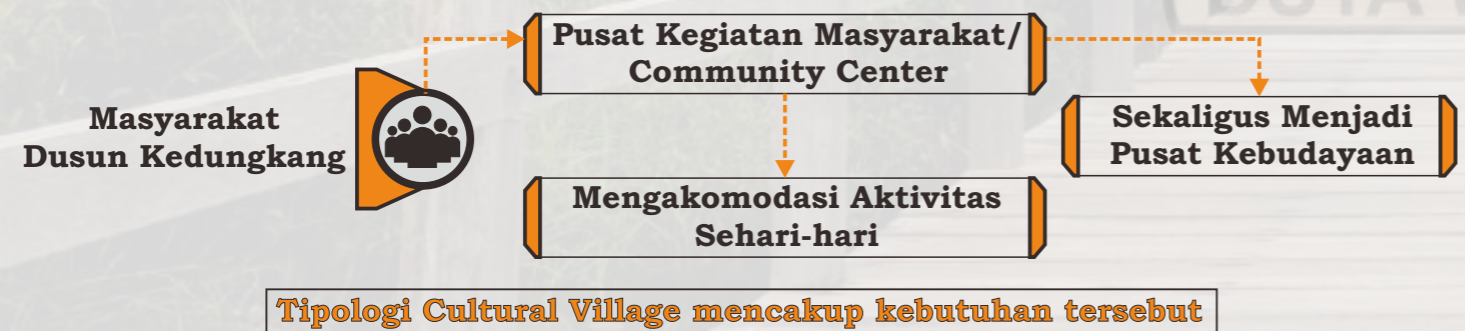 Pusat Kegiatan Masyarakat/
Community Center
Masyarakat
Dusun Kedungkang
Sekaligus Menjadi
Pusat Kebudayaan
Mengakomodasi Aktivitas
Sehari-hari
Tipologi Cultural Village mencakup kebutuhan tersebut